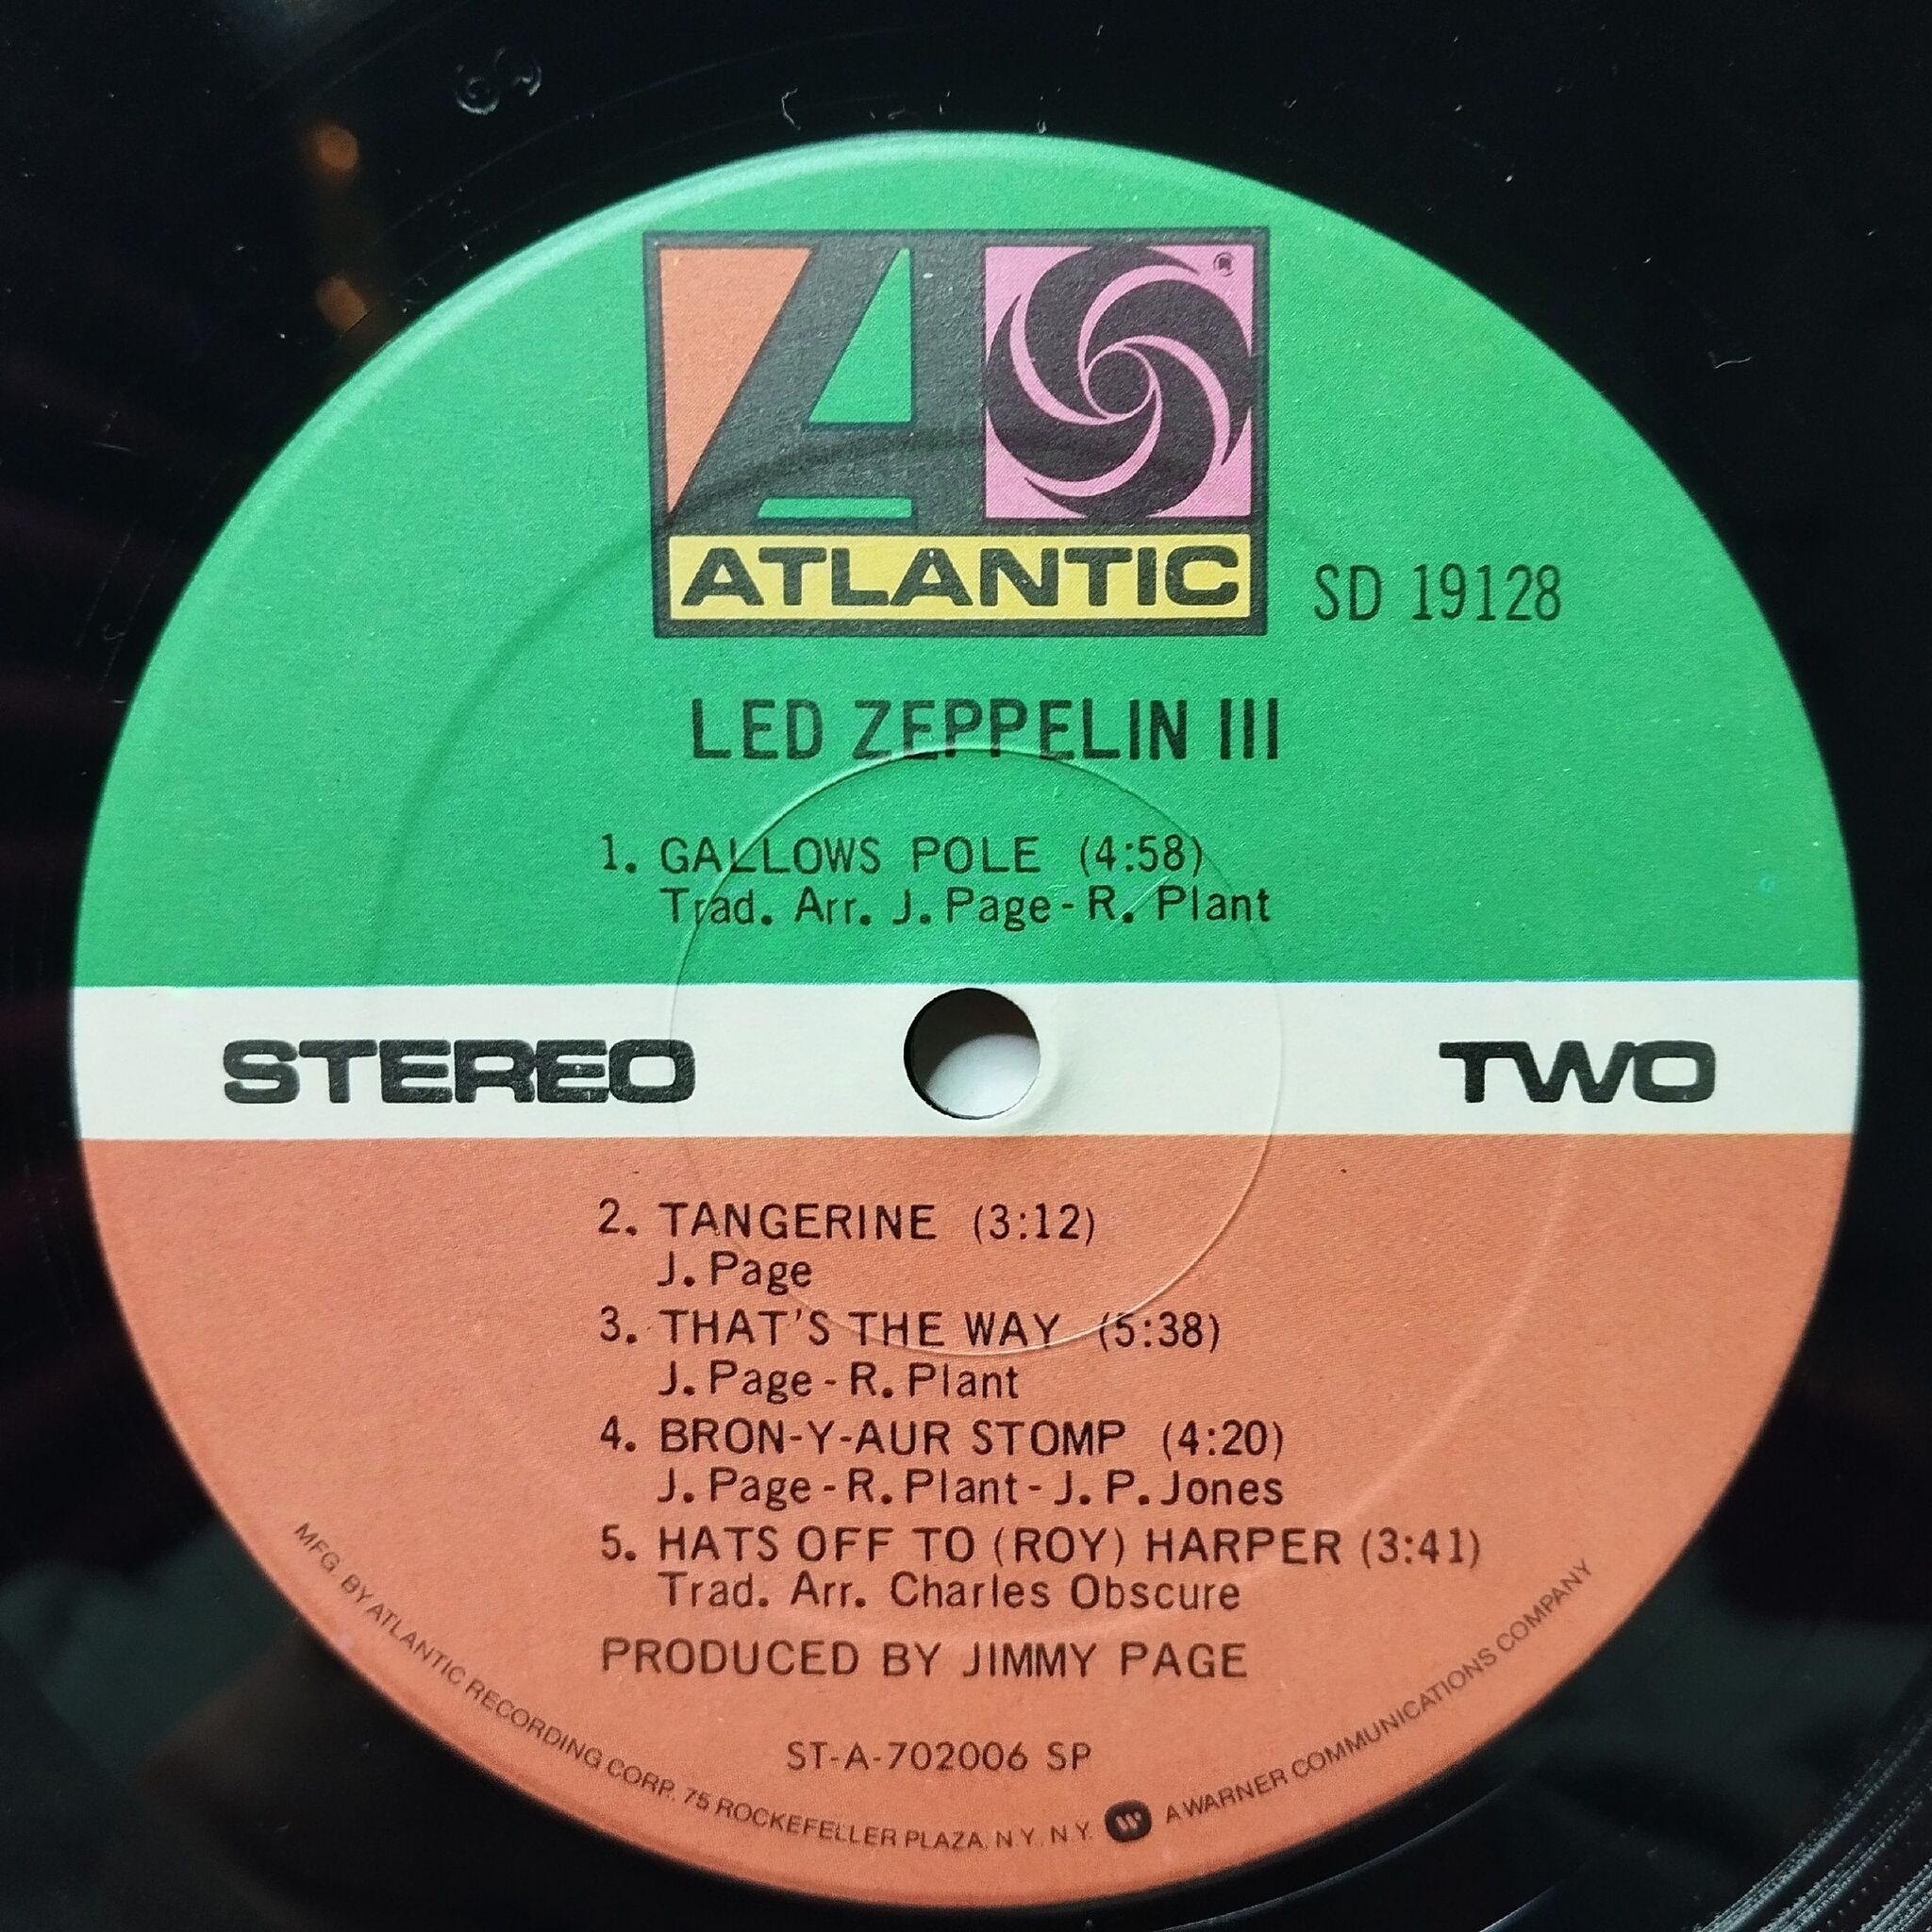 ATLANTIC
SD 19128
LED ZEPPELIN III
1. GALLOWS POLE (4:58)
Trad. Arr. J. Page - R. Plant
STEREO
TWO
2. TANGERINE (3:12)
J. Page
3. THAT'S THE WAY (5:38)
J. Page - R. Plant
4. BRON-Y-AUR STOMP (4:20)
J. Page - R. Plant - J. P. Jones
5. HATS OFF TO (ROY) HARPER (3:41)
Trad. Arr. Charles Obscure
PRODUCED BY JIMMY PAGE
ST-A-702006 SP
MFG. BY ATLANTIC RECORDING CORP. 75 ROCKEFELLER PLAZA. N.Y. N.Y. A WARNER COMMUNICATIONS COMPANY